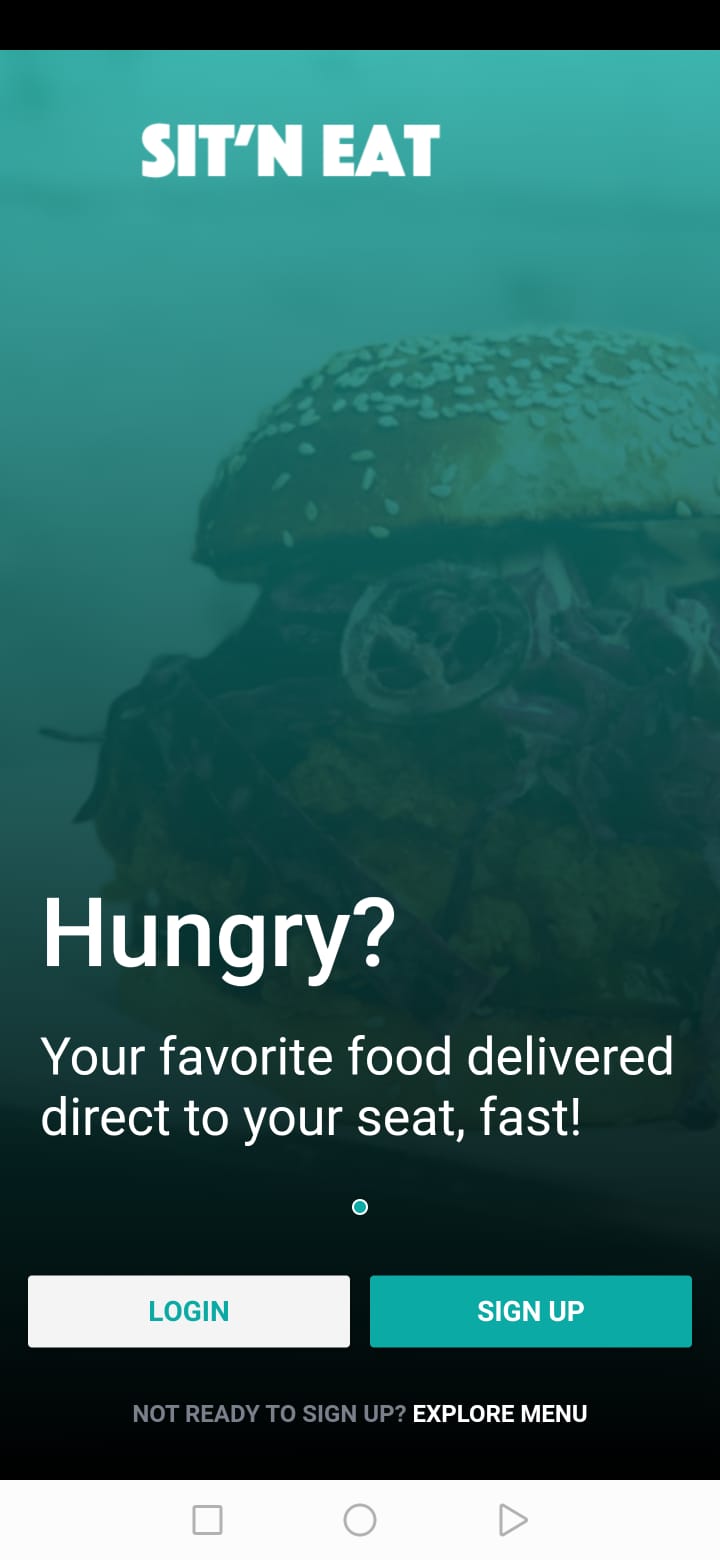 SIT'N EAT
Hungry?
Your favorite food delivered
direct to your seat, fast!
LOGIN
SIGN UP
NOT READY TO SIGN UP? EXPLORE MENU